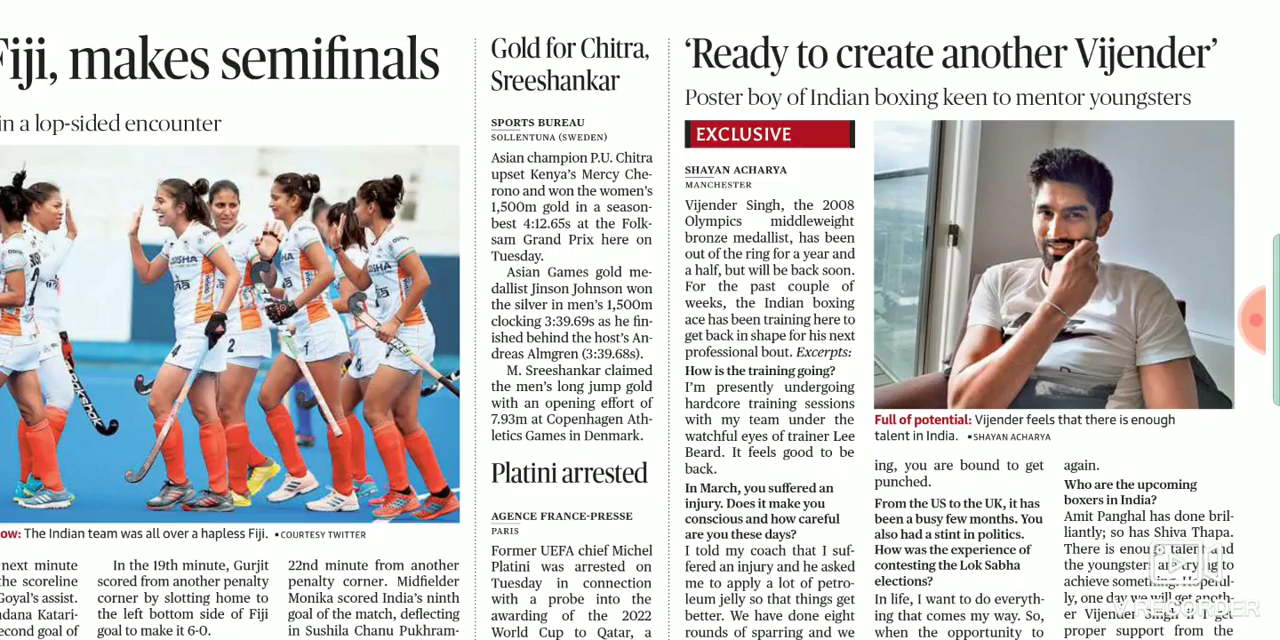 Fiji, makes semifinals
in a lop-sided encounter
OW: The Indian team was all over a hapless Fiji. ▪COURTESY TWITTER
next minute
the scoreline
Goyal's assist.
dana Katari-
econd goal of
In the 19th minute, Gurjit
scored from another penalty
corner by slotting home to
the left bottom side of Fiji
goal to make it 6-0.
22nd minute from another
penalty corner. Midfielder
Monika scored India's ninth
goal of the match, deflecting
in Sushila Chanu Pukhram-
Gold for Chitra,
Sreeshankar
SPORTS BUREAU
SOLLENTUNA (SWEDEN)
Asian champion P.U. Chitra
upset Kenya's Mercy Che-
rono and won the women's
1,500m gold in a season-
best 4:12.65s at the Folk-
sam Grand Prix here on
Tuesday.
Asian Games gold me-
dallist Jinson Johnson won
the silver in men's 1,500m
clocking 3:39.69s as he fin-
ished behind the host's An-
dreas Almgren (3:39.68s).
M. Sreeshankar claimed
the men's long jump gold
with an opening effort of
7.93m at Copenhagen Ath-
letics Games in Denmark.
Platini arrested
AGENCE FRANCE-PRESSE
PARIS
Former UEFA chief Michel
Platini was arrested on
Tuesday in connection
with a probe into the
awarding of the 2022
World Cup to Qatar, a
'Ready to create another Vijender'
Poster boy of Indian boxing keen to mentor youngsters
EXCLUSIVE
SHAYAN ACHARYA
MANCHESTER
Vijender Singh, the 2008
Olympics middleweight
bronze medallist, has been
out of the ring for a year and
a half, but will be back soon.
For the past couple of
weeks, the Indian boxing
ace has been training here to
get back in shape for his next
professional bout. Excerpts:
How is the training going?
I'm presently undergoing
hardcore training sessions
with my team under the
watchful eyes of trainer Lee
Beard. It feels good to be
back.
In March, you suffered an
injury. Does it make you
conscious and how careful
are you these days?
I told my coach that I suf-
fered an injury and he asked
me to apply a lot of petro-
leum jelly so that things get
better. We have done eight
rounds of sparring and we
Full of potential: Vijender feels that there is enough
talent in India. ▪SHAYAN ACHARYA
ing, you are bound to get
punched.
From the US to the UK, it has
been a busy few months. You
also had a stint in politics.
How was the experience of
contesting the Lok Sabha
elections?
In life, I want to do everyth-
ing that comes my way. So,
when the opportunity to
again.
Who are the upcoming
boxers in India?
Amit Panghal has done bril-
liantly; so has Shiva Thapa.
There is enough talent and
the youngsters are trying to
achieve something. Hopeful-
ly, one day we will get anoth-
er Vijender Singh if I get
proper support from the
V RECORDER